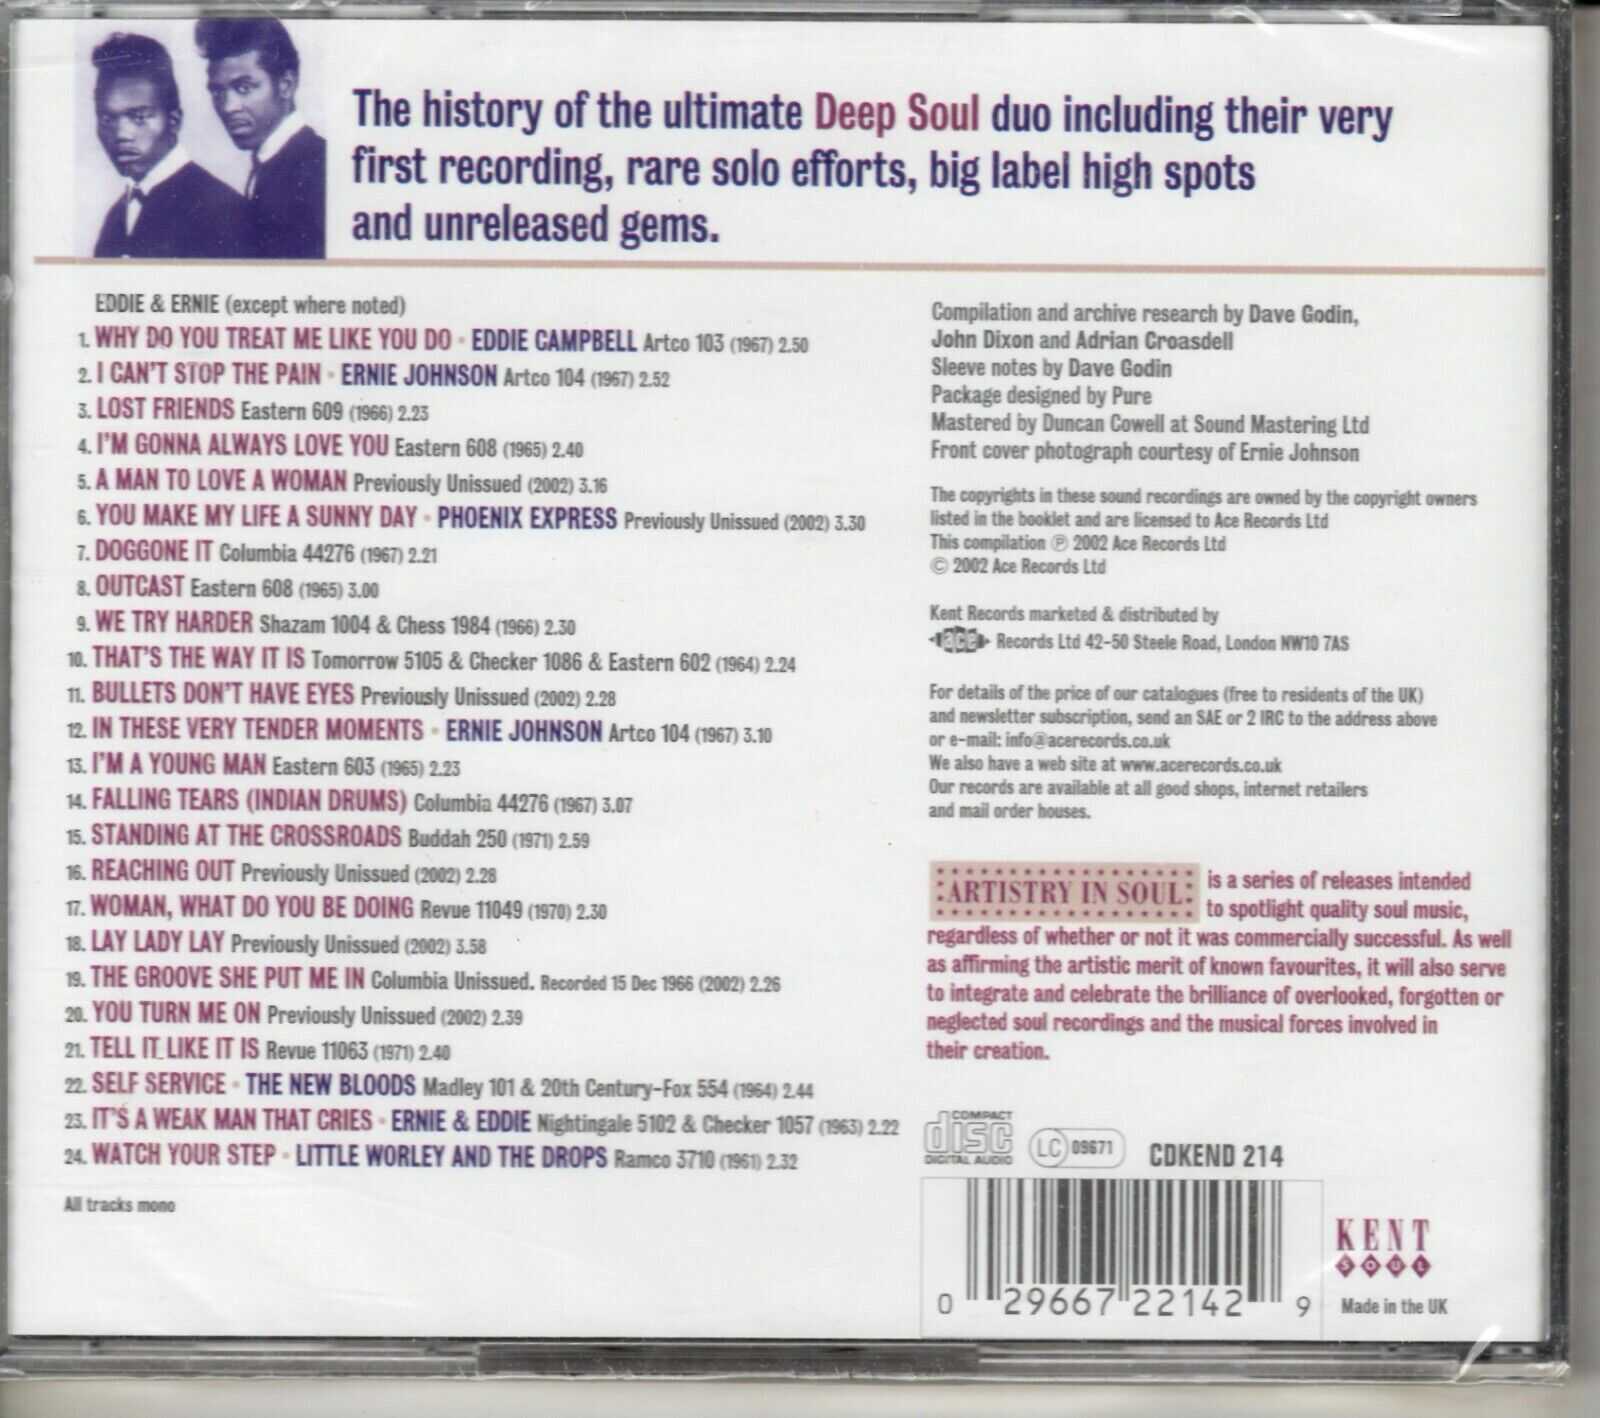 The history of the ultimate Deep Soul duo including their very
first recording, rare solo efforts, big label high spots
and unreleased gems.
EDDIE & ERNIE (except where noted)
1. WHY DO YOU TREAT ME LIKE YOU DO • EDDIE CAMPBELL Artco 103 (1967) 2.50
2. I CAN'T STOP THE PAIN • ERNIE JOHNSON Artco 104 (1967) 2.52
3. LOST FRIENDS Eastern 609 (1966) 2.23
4. I'M GONNA ALWAYS LOVE YOU Eastern 608 (1965) 2.40
5. A MAN TO LOVE A WOMAN Previously Unissued (2002) 3.16
6. YOU MAKE MY LIFE A SUNNY DAY • PHOENIX EXPRESS Previously Unissued (2002) 3.30
7. DOGGONE IT Columbia 44276 (1967) 2.21
8. OUTCAST Eastern 608 (1965) 3.00
9. WE TRY HARDER Shazam 1004 & Chess 1984 (1966) 2.30
10. THAT'S THE WAY IT IS Tomorrow 5105 & Checker 1086 & Eastern 602 (1964) 2.24
11. BULLETS DON'T HAVE EYES Previously Unissued (2002) 2.28
12. IN THESE VERY TENDER MOMENTS • ERNIE JOHNSON Artco 104 (1967) 3.10
13. I'M A YOUNG MAN Eastern 603 (1965) 2.23
14. FALLING TEARS (INDIAN DRUMS) Columbia 44276 (1967) 3.07
15. STANDING AT THE CROSSROADS Buddah 250 (1971) 2.59
16. REACHING OUT Previously Unissued (2002) 2.28
17. WOMAN, WHAT DO YOU BE DOING Revue 11049 (1970) 2.30
18. LAY LADY LAY Previously Unissued (2002) 3.58
19. THE GROOVE SHE PUT ME IN Columbia Unissued. Recorded 15 Dec 1966 (2002) 2.26
20. YOU TURN ME ON Previously Unissued (2002) 2.39
21. TELL IT LIKE IT IS Revue 11063 (1971) 2.40
22. SELF SERVICE • THE NEW BLOODS Madley 101 & 20th Century-Fox 554 (1964) 2.44
23. IT'S A WEAK MAN THAT CRIES • ERNIE & EDDIE Nightingale 5102 & Checker 1057 (1963) 2.22
24. WATCH YOUR STEP • LITTLE WORLEY AND THE DROPS Ramco 3710 (1961) 2.32
All tracks mono
Compilation and archive research by Dave Godin,
John Dixon and Adrian Croasdell
Sleeve notes by Dave Godin
Package designed by Pure
Mastered by Duncan Cowell at Sound Mastering Ltd
Front cover photograph courtesy of Ernie Johnson
The copyrights in these sound recordings are owned by the copyright owners
listed in the booklet and are licensed to Ace Records Ltd
This compilation ℗ 2002 Ace Records Ltd
© 2002 Ace Records Ltd
Kent Records marketed & distributed by
ace Records Ltd 42-50 Steele Road, London NW10 7AS
For details of the price of our catalogues (free to residents of the UK)
and newsletter subscription, send an SAE or 2 IRC to the address above
or e-mail: info@acerecords.co.uk
We also have a web site at www.acerecords.co.uk
Our records are available at all good shops, internet retailers
and mail order houses.
ARTISTRY IN SOUL is a series of releases intended
to spotlight quality soul music,
regardless of whether or not it was commercially successful. As well
as affirming the artistic merit of known favourites, it will also serve
to integrate and celebrate the brilliance of overlooked, forgotten or
neglected soul recordings and the musical forces involved in
their creation.
COMPACT
disc
DIGITAL AUDIO
LC 09671
CDKEND 214
0 29667 22142 9
KENT
SOUL
Made in the UK